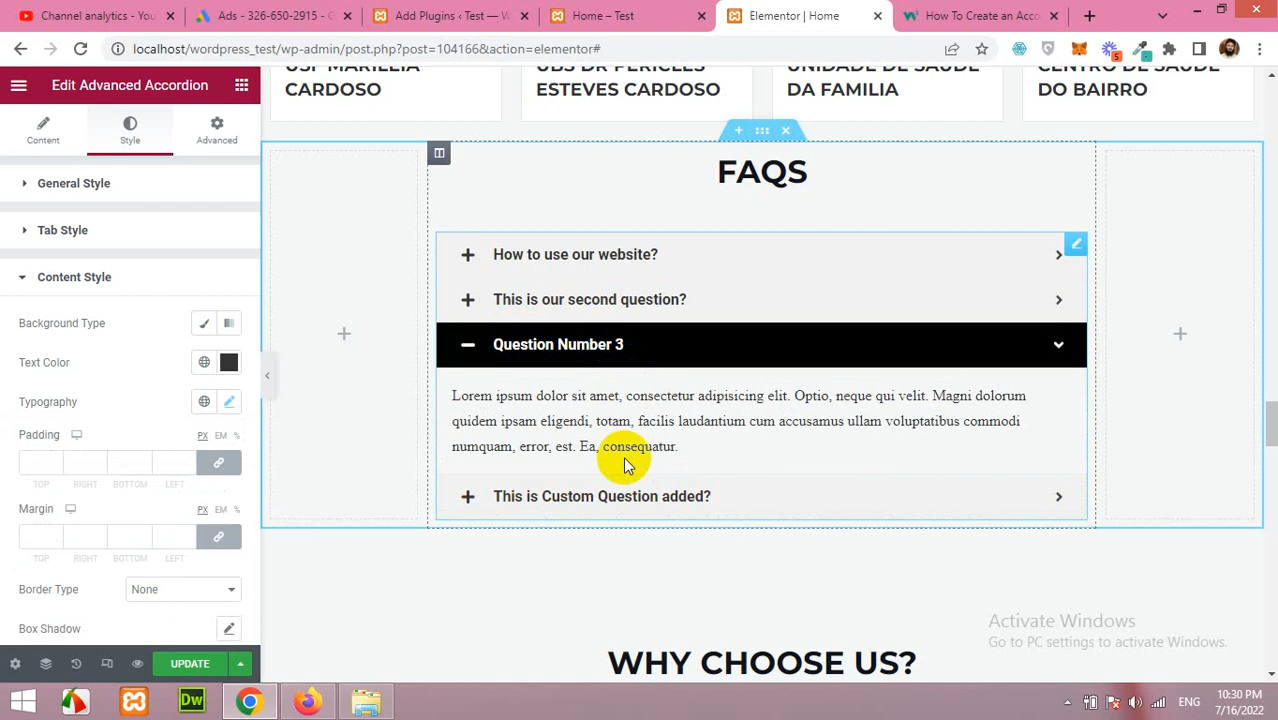 Channel analytics - You
Ads - 326-650-2915 - G
Add Plugins ‹ Test — W
Home – Test
Elementor | Home
How To Create an Acco
localhost/wordpress_test/wp-admin/post.php?post=104166&action=elementor#
5
Edit Advanced Accordion
Content
Style
Advanced
General Style
Tab Style
Content Style
Background Type
Text Color
Typography
Padding
PX EM %
TOP RIGHT BOTTOM LEFT
Margin
PX EM %
TOP RIGHT BOTTOM LEFT
Border Type
None
Box Shadow
UPDATE
USF MARILLIA CARDOSO
UBS DR PERICLES
ESTEVES CARDOSO
UNIDADE DE SAUDE
DA FAMILIA
CENTRO DE SAUDE
DO BAIRRO
FAQS
How to use our website?
This is our second question?
Question Number 3
Lorem ipsum dolor sit amet, consectetur adipisicing elit. Optio, neque qui velit. Magni dolorum
quidem ipsam eligendi, totam, facilis laudantium cum accusamus ullam voluptatibus commodi
numquam, error, est. Ea, consequatur.
This is Custom Question added?
WHY CHOOSE US?
Activate Windows
Go to PC settings to activate Windows.
Dw
ENG
10:30 PM
7/16/2022